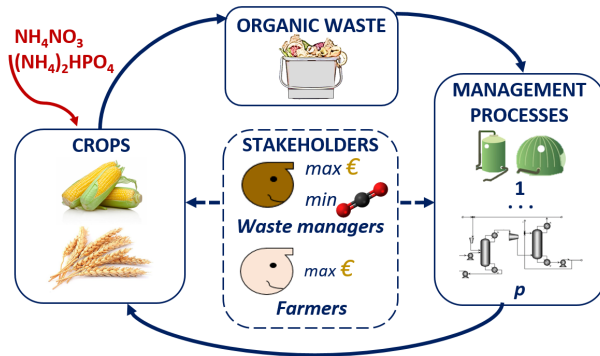 NH4NO3
(NH4)2HPO4
ORGANIC WASTE
MANAGEMENT
PROCESSES
1
...
p
CROPS
STAKEHOLDERS
max €
min
Waste managers
max €
Farmers